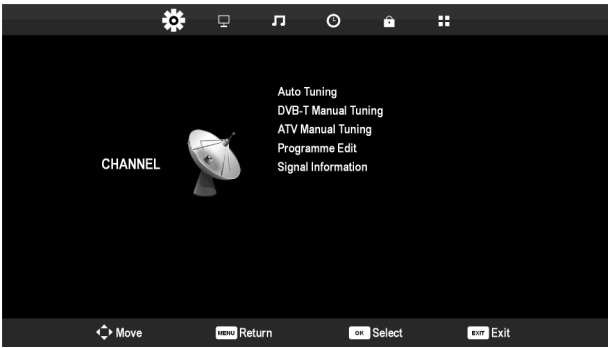 Auto Tuning
DVB-T Manual Tuning
ATV Manual Tuning
Programme Edit
CHANNEL
Signal Information
Move
MENU Return
OK Select
EXIT Exit